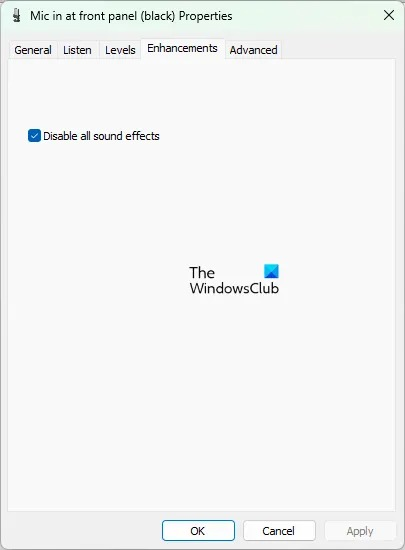 Mic in at front panel (black) Properties
General Listen Levels Enhancements Advanced
Disable all sound effects
The
WindowsClub
OK Cancel Apply